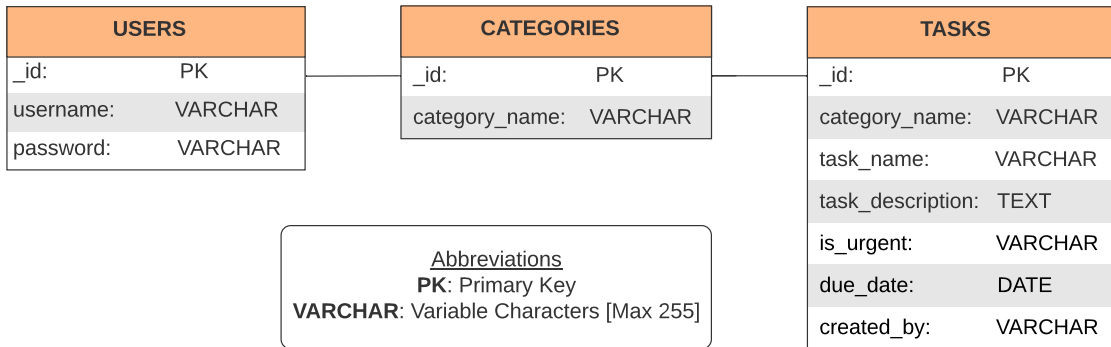 USERS
_id: PK
username: VARCHAR
password: VARCHAR
CATEGORIES
_id: PK
category_name: VARCHAR
TASKS
_id: PK
category_name: VARCHAR
task_name: VARCHAR
task_description: TEXT
is_urgent: VARCHAR
due_date: DATE
created_by: VARCHAR
Abbreviations
PK: Primary Key
VARCHAR: Variable Characters [Max 255]